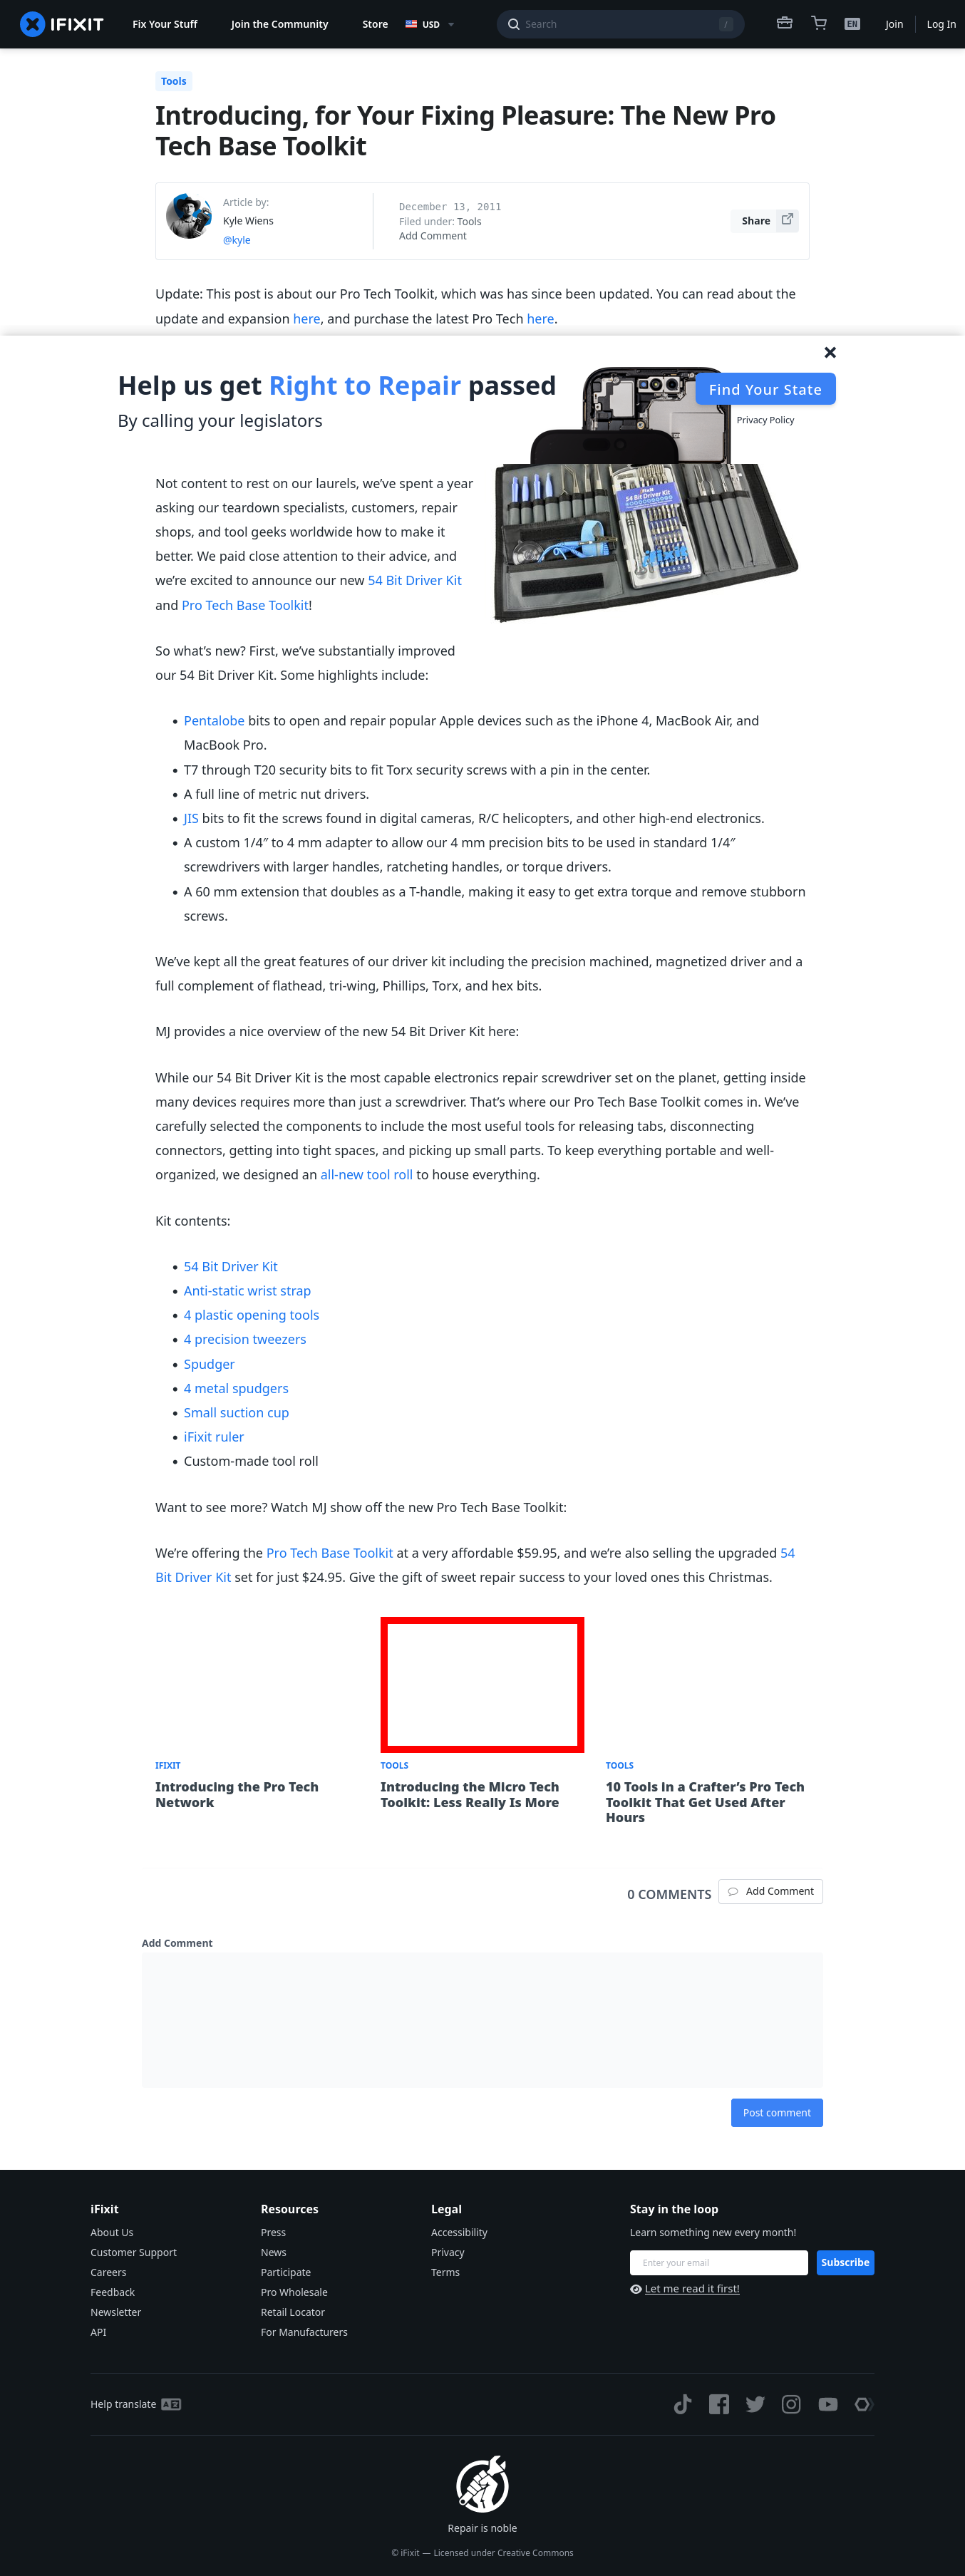 IFIXIT
Fix Your Stuff
Join the Community
Store
USD
Search
/
EN
Join
Log In
Tools
Introducing, for Your Fixing Pleasure: The New Pro
Tech Base Toolkit
Article by:
Kyle Wiens
@kyle
December 13, 2011
Filed under: Tools
Add Comment
Share
Update: This post is about our Pro Tech Toolkit, which was has since been updated. You can read about the
update and expansion here, and purchase the latest Pro Tech here.
Help us get Right to Repair passed
By calling your legislators
Find Your State
Privacy Policy
Not content to rest on our laurels, we’ve spent a year
asking our teardown specialists, customers, repair
shops, and tool geeks worldwide how to make it
better. We paid close attention to their advice, and
we’re excited to announce our new 54 Bit Driver Kit
and Pro Tech Base Toolkit!
54 Bit Driver Kit
So what’s new? First, we’ve substantially improved
our 54 Bit Driver Kit. Some highlights include:
Pentalobe bits to open and repair popular Apple devices such as the iPhone 4, MacBook Air, and
MacBook Pro.
T7 through T20 security bits to fit Torx security screws with a pin in the center.
A full line of metric nut drivers.
JIS bits to fit the screws found in digital cameras, R/C helicopters, and other high-end electronics.
A custom 1/4″ to 4 mm adapter to allow our 4 mm precision bits to be used in standard 1/4″
screwdrivers with larger handles, ratcheting handles, or torque drivers.
A 60 mm extension that doubles as a T-handle, making it easy to get extra torque and remove stubborn
screws.
We’ve kept all the great features of our driver kit including the precision machined, magnetized driver and a
full complement of flathead, tri-wing, Phillips, Torx, and hex bits.
MJ provides a nice overview of the new 54 Bit Driver Kit here:
While our 54 Bit Driver Kit is the most capable electronics repair screwdriver set on the planet, getting inside
many devices requires more than just a screwdriver. That’s where our Pro Tech Base Toolkit comes in. We’ve
carefully selected the components to include the most useful tools for releasing tabs, disconnecting
connectors, getting into tight spaces, and picking up small parts. To keep everything portable and well-
organized, we designed an all-new tool roll to house everything.
Kit contents:
54 Bit Driver Kit
Anti-static wrist strap
4 plastic opening tools
4 precision tweezers
Spudger
4 metal spudgers
Small suction cup
iFixit ruler
Custom-made tool roll
Want to see more? Watch MJ show off the new Pro Tech Base Toolkit:
We’re offering the Pro Tech Base Toolkit at a very affordable $59.95, and we’re also selling the upgraded 54
Bit Driver Kit set for just $24.95. Give the gift of sweet repair success to your loved ones this Christmas.
IFIXIT
Introducing the Pro Tech
Network
TOOLS
Introducing the Micro Tech
Toolkit: Less Really Is More
TOOLS
10 Tools in a Crafter’s Pro Tech
Toolkit That Get Used After
Hours
0 COMMENTS
Add Comment
Add Comment
Post comment
iFixit
About Us
Customer Support
Careers
Feedback
Newsletter
API
Resources
Press
News
Participate
Pro Wholesale
Retail Locator
For Manufacturers
Legal
Accessibility
Privacy
Terms
Stay in the loop
Learn something new every month!
Enter your email
Subscribe
Let me read it first!
Help translate
Repair is noble
© iFixit — Licensed under Creative Commons